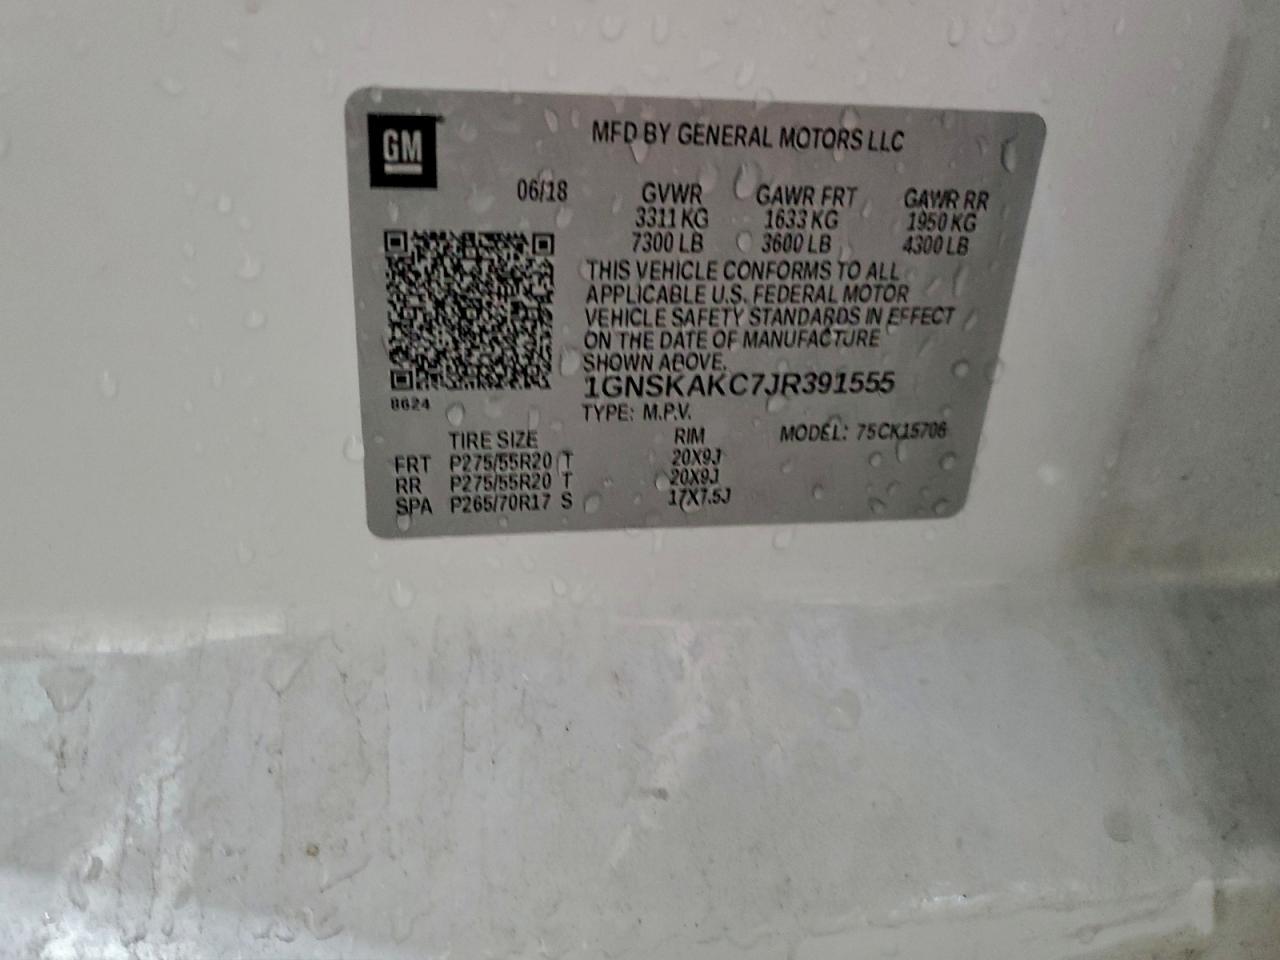 GM
MFD BY GENERAL MOTORS LLC
06/18 GVWR GAWR FRT GAWR RR
3311 KG 1633 KG 1950 KG
7300 LB 3600 LB 4300 LB
THIS VEHICLE CONFORMS TO ALL
APPLICABLE U.S. FEDERAL MOTOR
VEHICLE SAFETY STANDARDS IN EFFECT
ON THE DATE OF MANUFACTURE
SHOWN ABOVE.
1GNSKAKC7JR391555
8624
TYPE: M.P.V. MODEL: 75CK15706
TIRE SIZE RIM
FRT P275/55R20 T 20X9J
RR P275/55R20 T 20X9J
SPA P265/70R17 S 17X7.5J